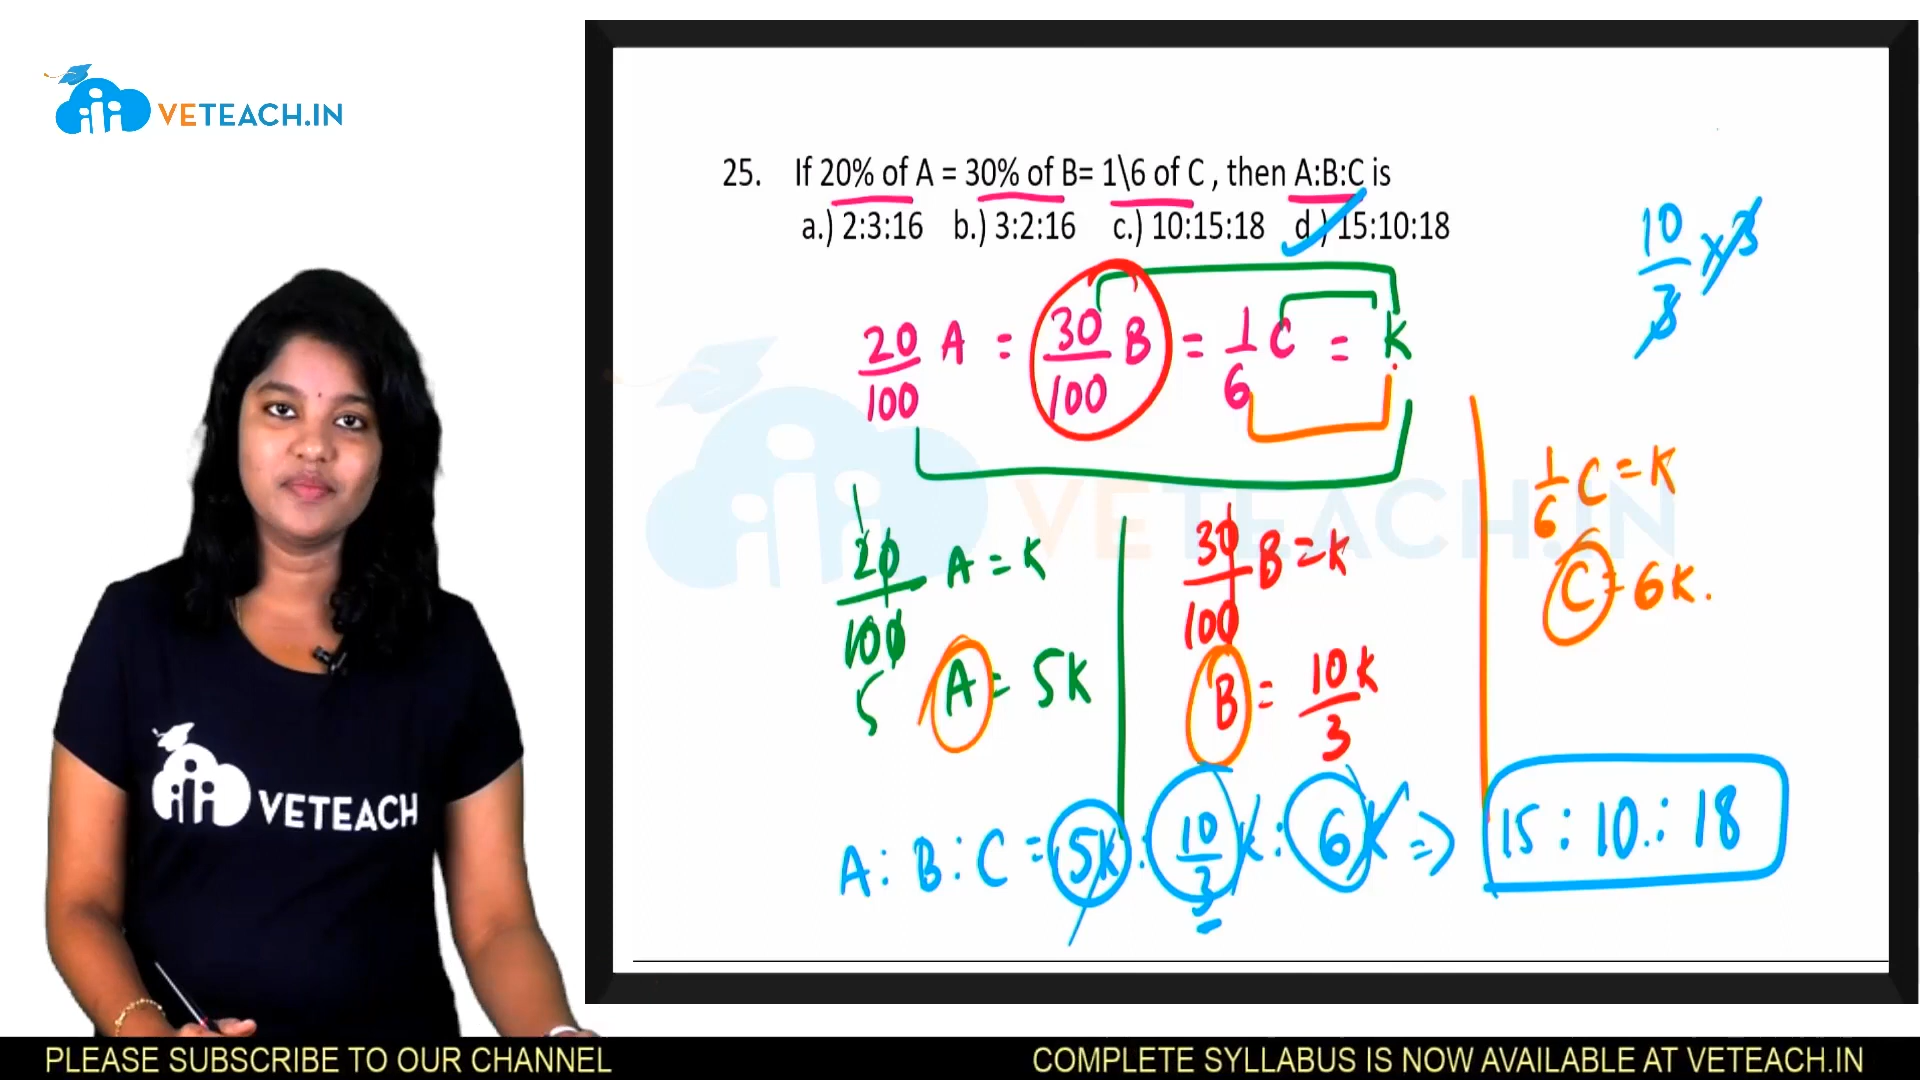 VETEACH.IN
25. If 20% of A = 30% of B= 1\6 of C , then A:B:C is
a.) 2:3:16 b.) 3:2:16 c.) 10:15:18 d.) 15:10:18
10/3 x 3
20/100 A = 30/100 B = 1/6 C = K
VETEACH.IN
1
20/100 A = K
5
A = 5K
30/100 B = K
B = 10K/3
1/6 C = K
C = 6K.
A : B : C = 5K : 10/3 K : 6K => 15 : 10 : 18
VETEACH
PLEASE SUBSCRIBE TO OUR CHANNEL
COMPLETE SYLLABUS IS NOW AVAILABLE AT VETEACH.IN